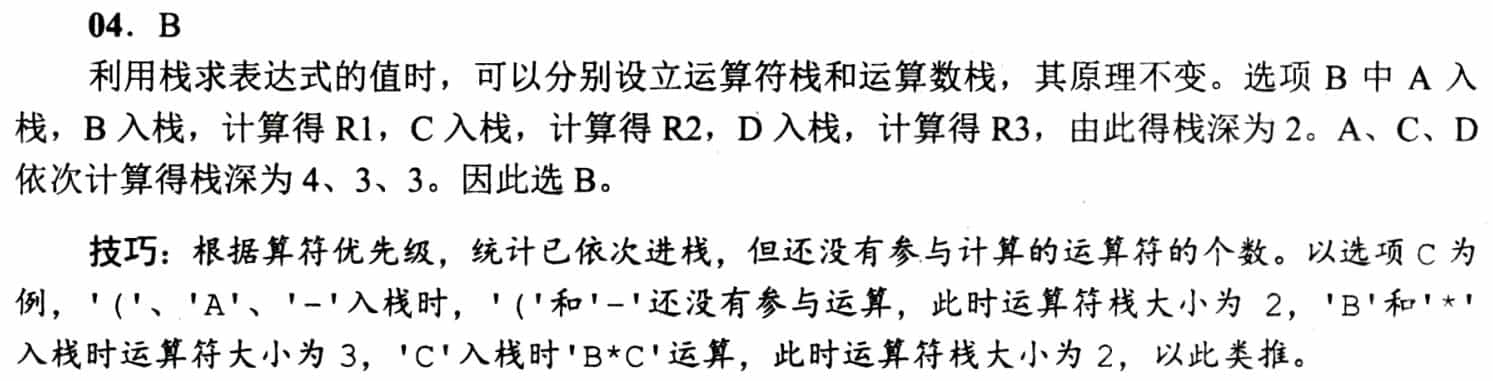 04. B
利用栈求表达式的值时，可以分别设立运算符栈和运算数栈，其原理不变。选项 B 中 A 入
栈，B 入栈，计算得 R1，C 入栈，计算得 R2，D 入栈，计算得 R3，由此得栈深为 2。A、C、D
依次计算得栈深为 4、3、3。因此选 B。
技巧：根据算符优先级，统计已依次进栈，但还没有参与计算的运算符的个数。以选项 C 为
例，'('、'A'、'-'入栈时，'('和'-'还没有参与运算，此时运算符栈大小为 2，'B'和'*'
入栈时运算符大小为 3，'C'入栈时'B*C'运算，此时运算符栈大小为 2，以此类推。